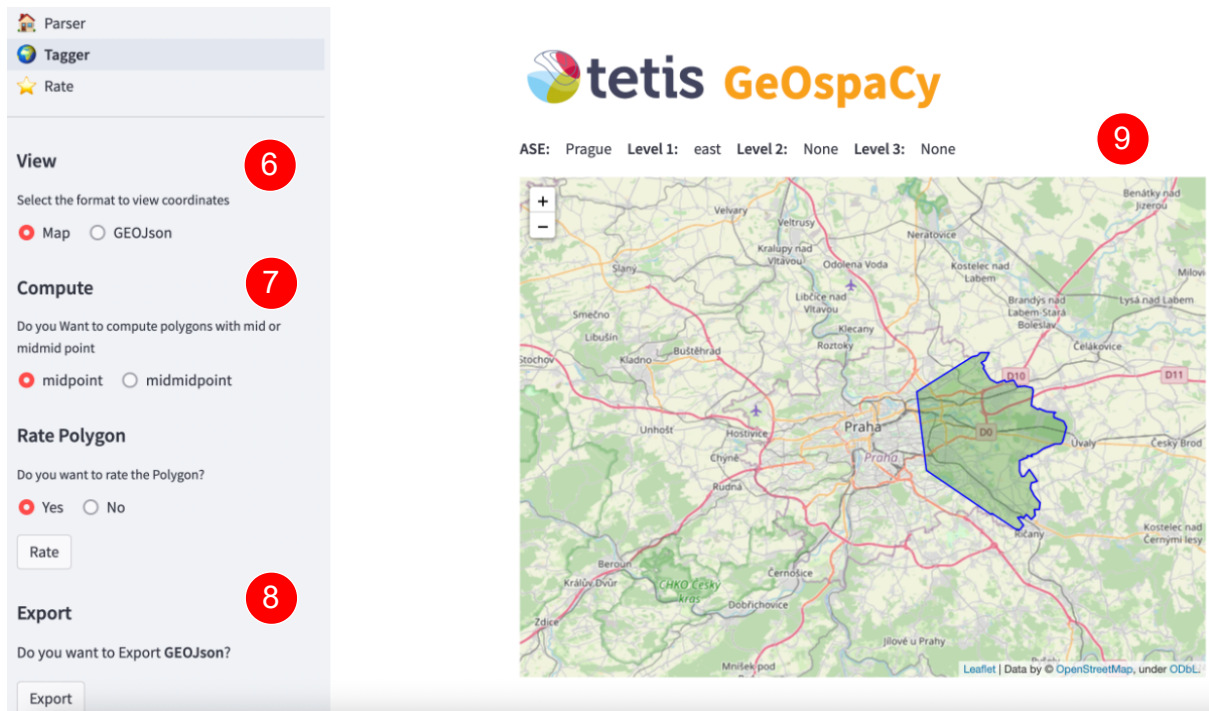 Parser
Tagger
Rate
View
6
Select the format to view coordinates
Map GEOJson
Compute
7
Do you Want to compute polygons with mid or
midmid point
midpoint midmidpoint
Rate Polygon
Do you want to rate the Polygon?
Yes No
Rate
8
Export
Do you want to Export GEOJson?
Export
tetis GeOspaCy
9
ASE: Prague Level 1: east Level 2: None Level 3: None
+
−
Benátky nad
Jizerou
Velvary
Veltrusy
Neratovice
Kralupy nad
Vltavou
Odolena Voda
Slaný
Kostelec nad
Labem
Milovi
Libčice nad
Vltavou
Brandýs nad
Labem-Stará
Boleslav
Lysá nad Labem
Smečno
Klecany
Libušín
Roztoky
Čelákovice
Stochov
Kladno
Buštěhrad
D10
D11
Unhošť
Hostivice
Praha
D0
Praha
Úvaly
Český Brod
Chýně
Rudná
Říčany
Kostelec nad
Černými lesy
Beroun
Králův Dvůr
CHKO Český
kras
Černošice
Dobřichovice
Zdice
Jílové u Prahy
Mníšek pod
Leaflet | Data by © OpenStreetMap, under ODbL.